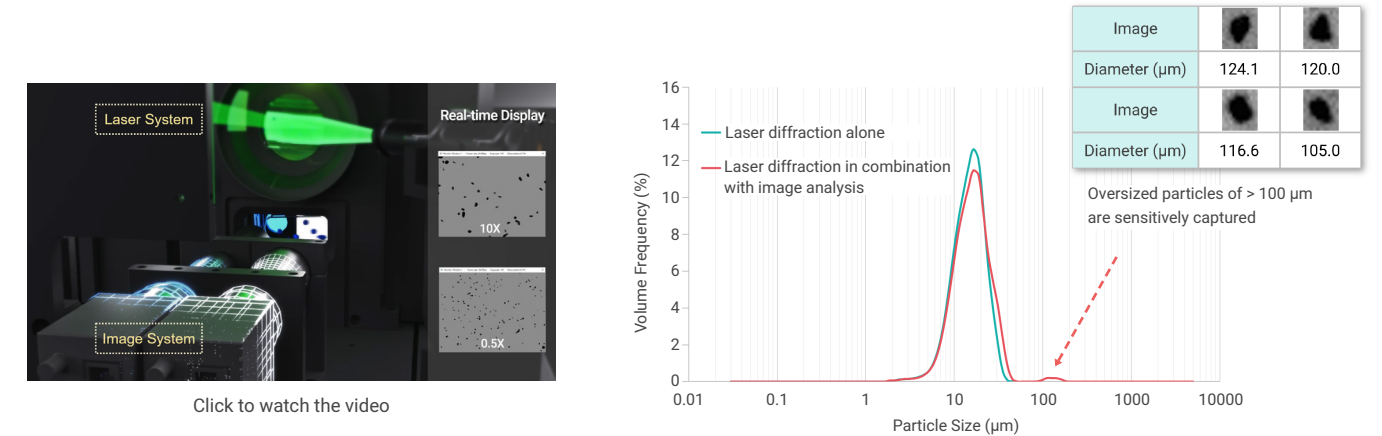 Laser System
Real-time Display
10X
0.5X
Image System
Click to watch the video
Volume Frequency (%)
16
14
12
10
8
6
4
2
0
0.01
0.1
1
10
100
1000
10000
Particle Size (μm)
Laser diffraction alone
Laser diffraction in combination
with image analysis
Image
Diameter (μm) 124.1 120.0
Image
Diameter (μm) 116.6 105.0
Oversized particles of > 100 μm
are sensitively captured